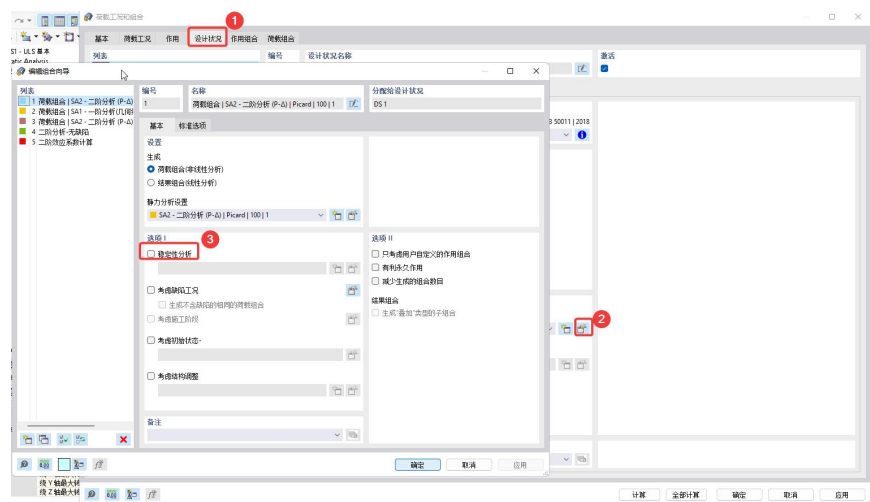 荷载工况和组合
1
基本 荷载工况 作用 设计状况 作用组合 荷载组合
S1 - ULS 基本
列表 编号 设计状况名称 激活
编辑组合向导
列表
1 荷载组合 | SA2 - 二阶分析 (P-Δ)
2 荷载组合 | SA1 - 一阶分析(几何
3 荷载组合 | SA2 - 二阶分析 (P-Δ)
4 二阶分析-无缺陷
5 二阶效应系数计算
编号 名称 分配给设计状况
1 荷载组合 | SA2 - 二阶分析 (P-Δ) | Picard | 100 | 1 DS 1
基本 标准选项
设置
生成
荷载组合(非线性分析)
结果组合(线性分析)
静力分析设置
SA2 - 二阶分析 (P-Δ) | Picard | 100 | 1
选项 I
3
稳定性分析
考虑缺陷工况
生成不含缺陷的相同的荷载组合
考虑施工阶段
考虑初始状态-
考虑结构调整
选项 II
只考虑用户自定义的作用组合
有利永久作用
减少生成的组合数目
结果组合
生成“叠加”类型的子组合
备注
确定 取消 应用
B 50011 | 2018
2
绕 Y 轴最大转
绕 Z 轴最大转
计算 全部计算 确定 取消 应用